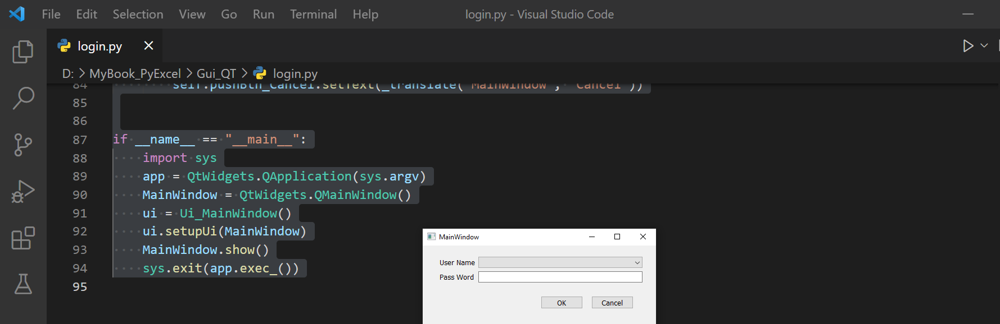 File Edit Selection View Go Run Terminal Help login.py - Visual Studio Code
login.py
D: > MyBook_PyExcel > Gui_QT > login.py
84 self.pushBtn_Cancel.setText(_translate("MainWindow", "Cancel"))
85
86
87 if __name__ == "__main__":
88 import sys
89 app = QtWidgets.QApplication(sys.argv)
90 MainWindow = QtWidgets.QMainWindow()
91 ui = Ui_MainWindow()
92 ui.setupUi(MainWindow)
93 MainWindow.show()
94 sys.exit(app.exec_())
95
MainWindow
User Name
Pass Word
OK Cancel